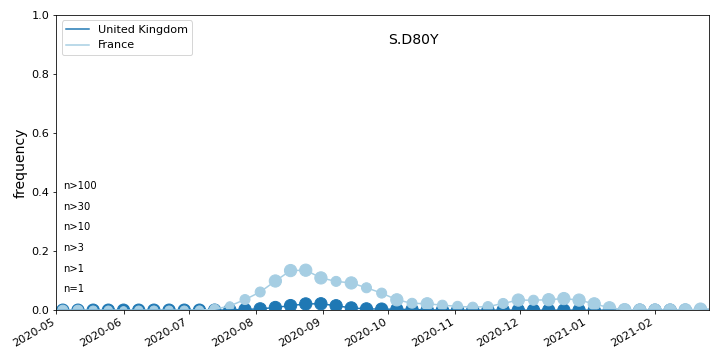 S.D80Y
United Kingdom
France
frequency
1.0
0.8
0.6
0.4
0.2
0.0
n>100
n>30
n>10
n>3
n>1
n=1
2020-05
2020-06
2020-07
2020-08
2020-09
2020-10
2020-11
2020-12
2021-01
2021-02